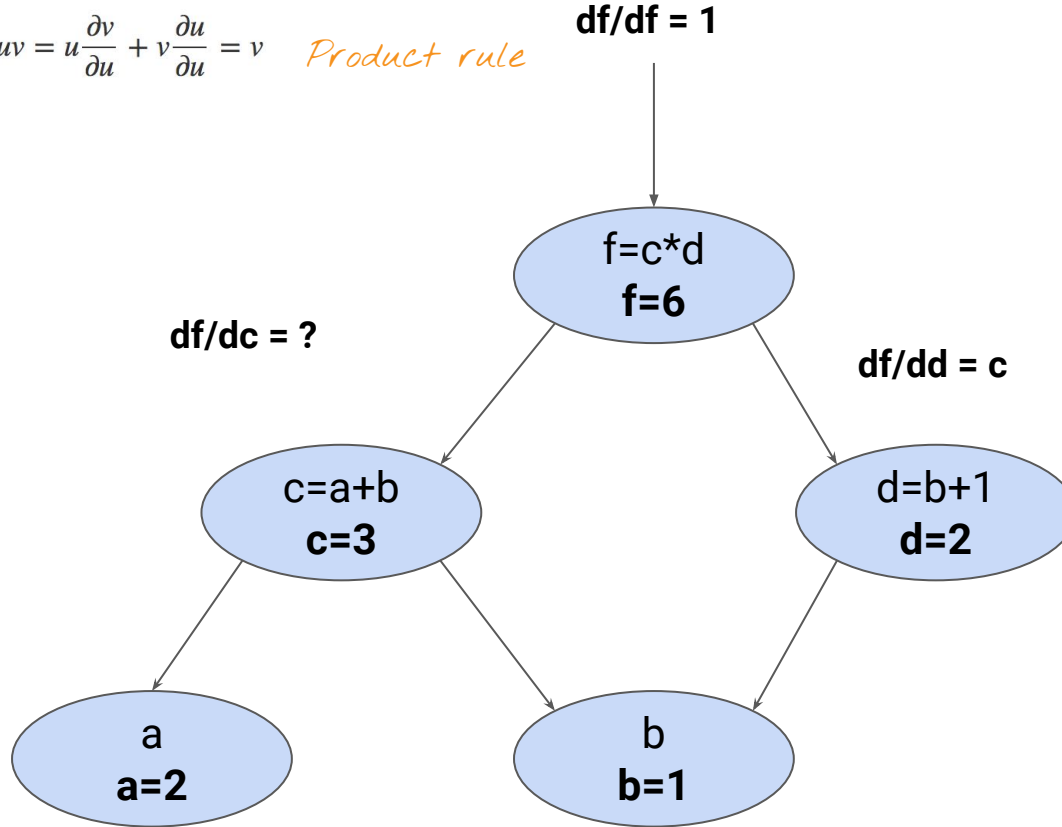 uv = u ∂v/∂u + v ∂u/∂u = v
Product rule
df/df = 1
f=c*d
f=6
df/dc = ?
df/dd = c
c=a+b
c=3
d=b+1
d=2
a
a=2
b
b=1